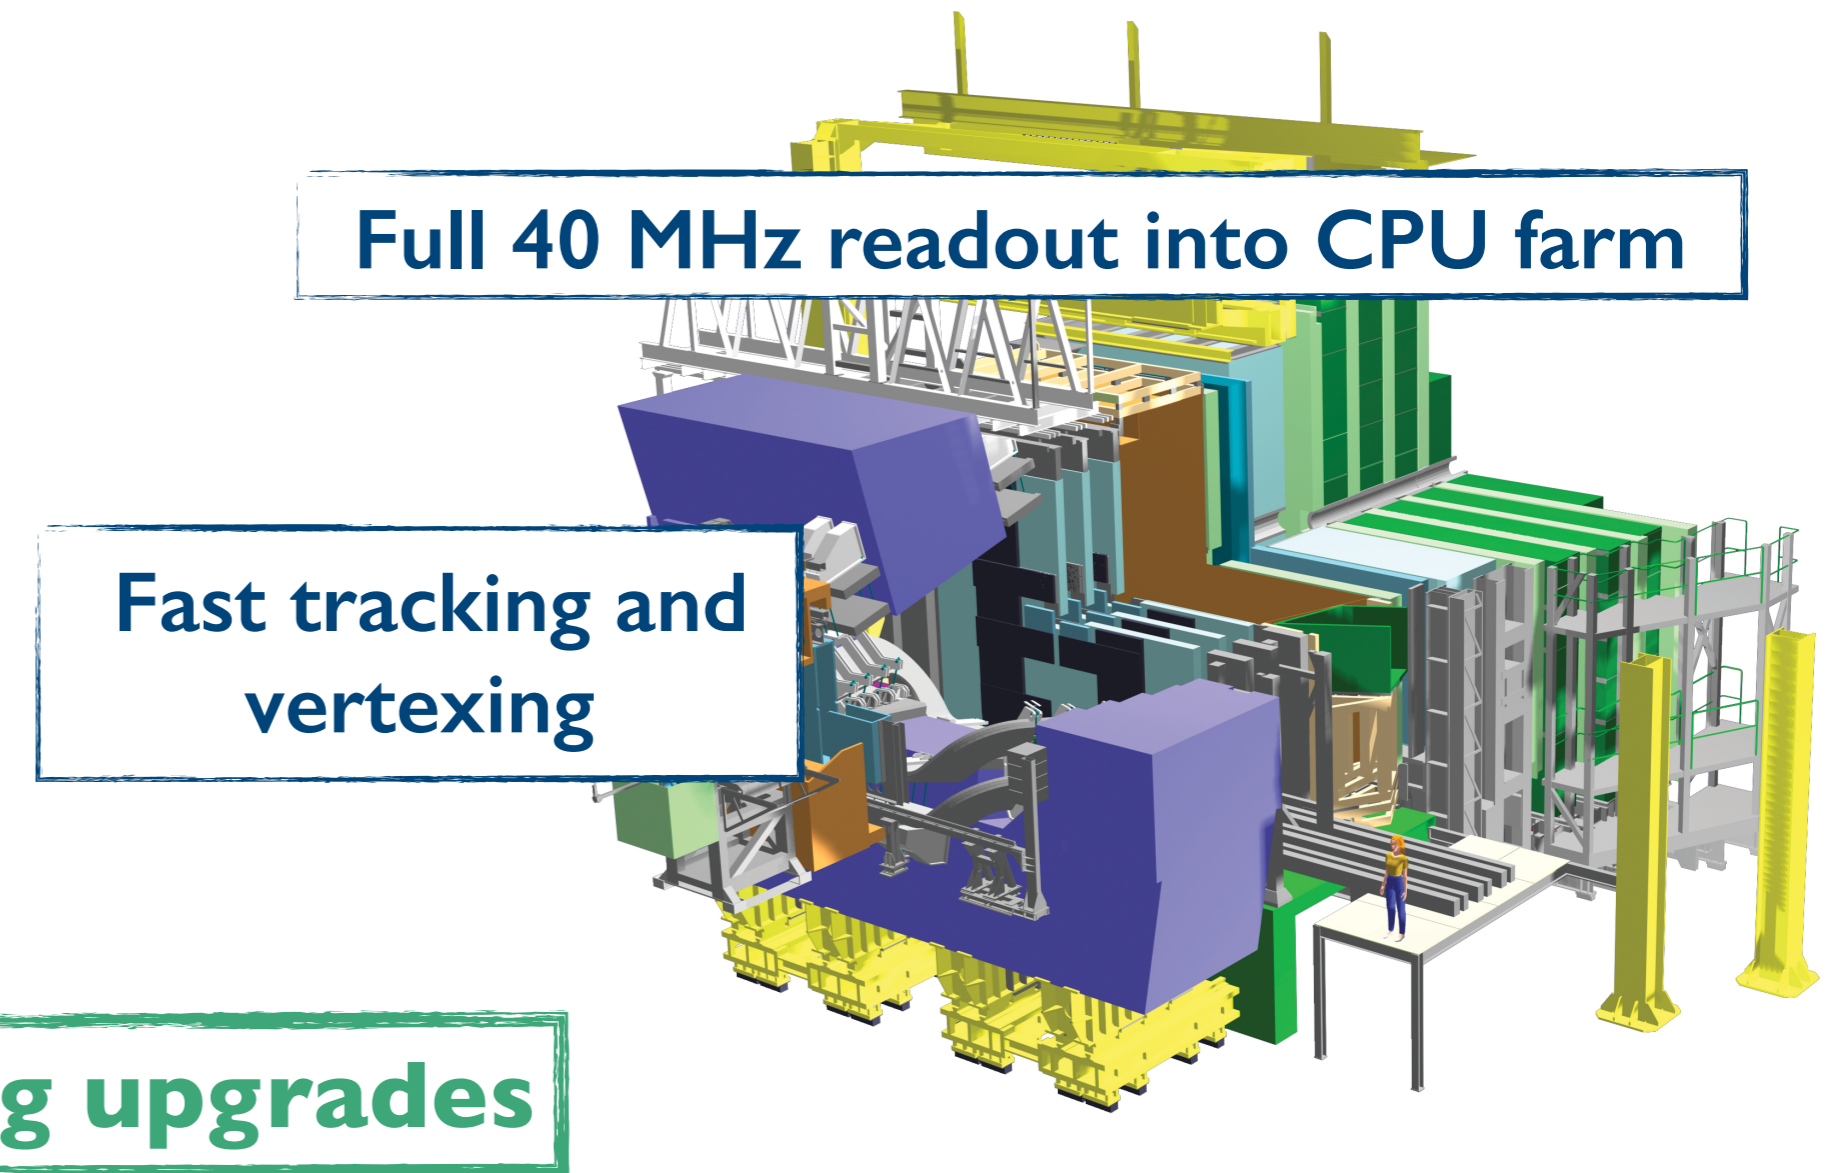 Full 40 MHz readout into CPU farm
Fast tracking and
vertexing
upgrades